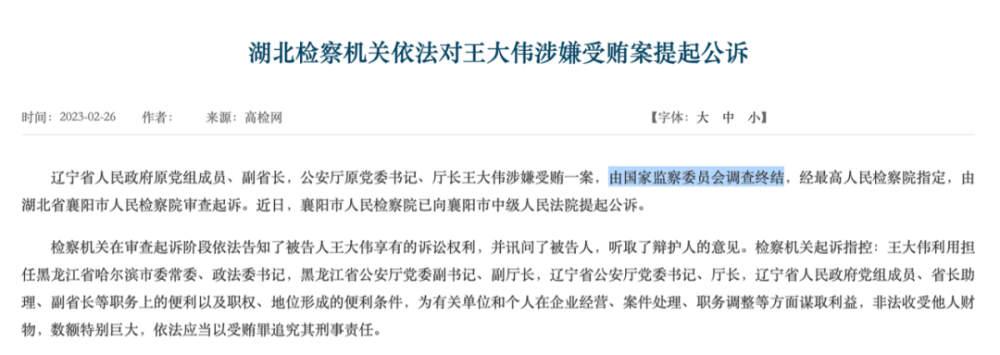 湖北检察机关依法对王大伟涉嫌受贿案提起公诉
时间：2023-02-26 作者： 来源：高检网 【字体：大 中 小】
辽宁省人民政府原党组成员、副省长，公安厅原党委书记、厅长王大伟涉嫌受贿一案，由国家监察委员会调查终结，经最高人民检察院指定，由
湖北省襄阳市人民检察院审查起诉。近日，襄阳市人民检察院已向襄阳市中级人民法院提起公诉。
检察机关在审查起诉阶段依法告知了被告人王大伟享有的诉讼权利，并讯问了被告人，听取了辩护人的意见。检察机关起诉指控：王大伟利用担
任黑龙江省哈尔滨市委常委、政法委书记，黑龙江省公安厅党委副书记、副厅长，辽宁省公安厅党委书记、厅长，辽宁省人民政府党组成员、省长助
理、副省长等职务上的便利以及职权、地位形成的便利条件，为有关单位和个人在企业经营、案件处理、职务调整等方面谋取利益，非法收受他人财
物，数额特别巨大，依法应当以受贿罪追究其刑事责任。